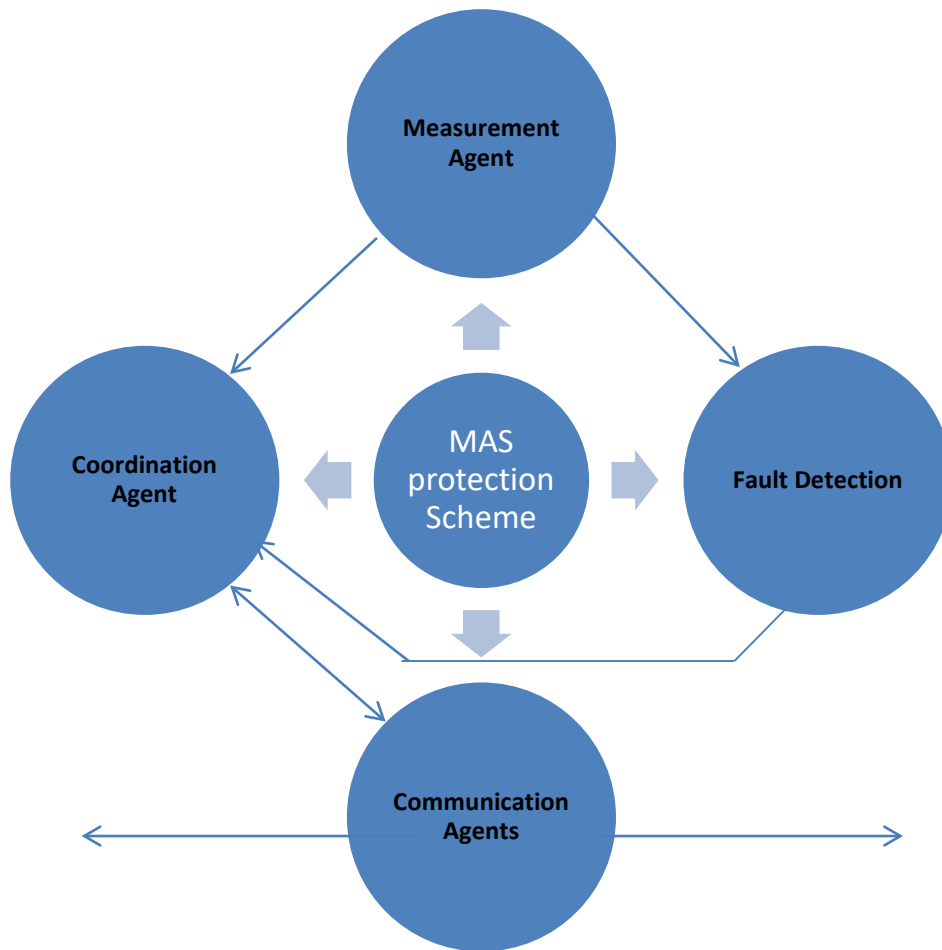 Measurement
Agent
Coordination
Agent
MAS
protection
Scheme
Fault Detection
Communication
Agents